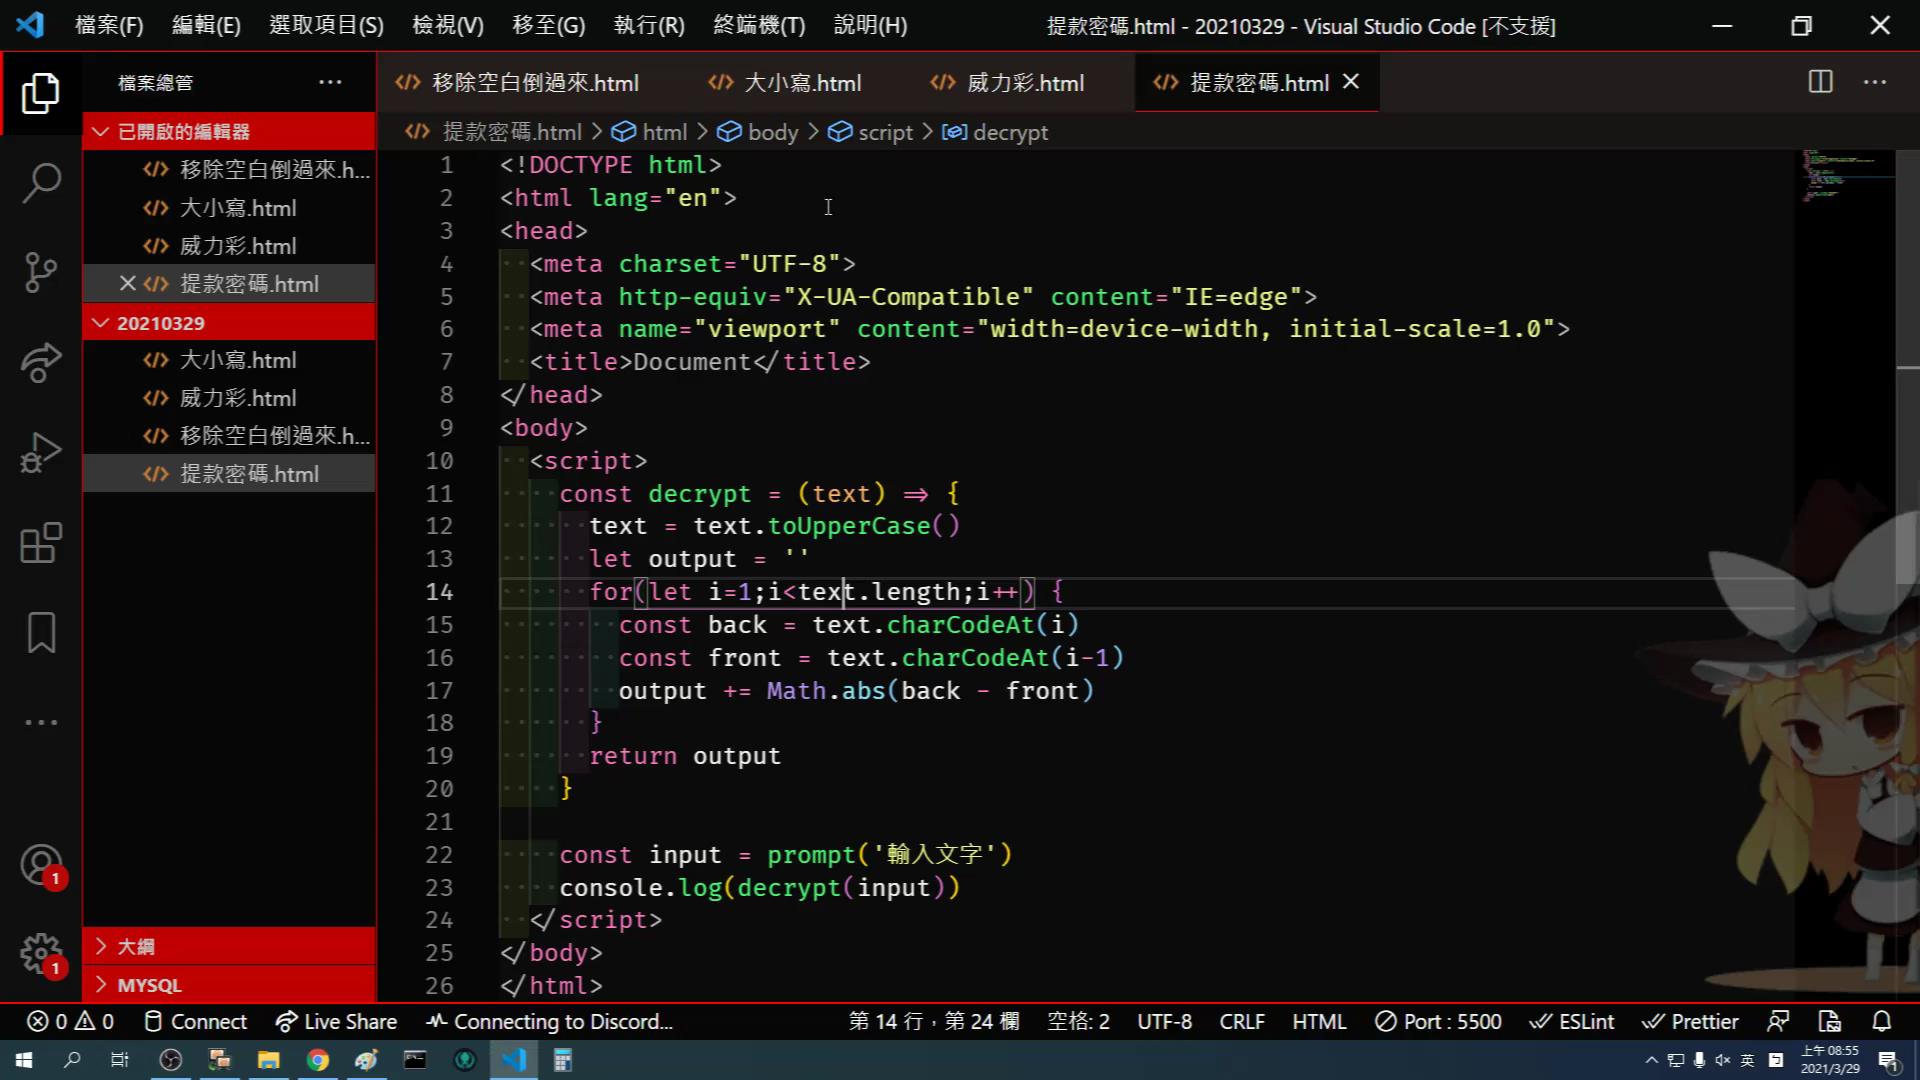 檔案(F) 編輯(E) 選取項目(S) 檢視(V) 移至(G) 執行(R) 終端機(T) 說明(H) 提款密碼.html - 20210329 - Visual Studio Code [不支援]
檔案總管 ···
移除空白倒過來.html 大小寫.html 威力彩.html 提款密碼.html
提款密碼.html > html > body > script > decrypt
已開啟的編輯器
移除空白倒過來.h...
大小寫.html
威力彩.html
提款密碼.html
20210329
大小寫.html
威力彩.html
移除空白倒過來.h...
提款密碼.html
大綱
MYSQL
1
1
1 <!DOCTYPE html>
2 <html lang="en">
3 <head>
4 <meta charset="UTF-8">
5 <meta http-equiv="X-UA-Compatible" content="IE=edge">
6 <meta name="viewport" content="width=device-width, initial-scale=1.0">
7 <title>Document</title>
8 </head>
9 <body>
10 <script>
11 const decrypt = (text) => {
12 text = text.toUpperCase()
13 let output = ''
14 for(let i=1;i<text.length;i++) {
15 const back = text.charCodeAt(i)
16 const front = text.charCodeAt(i-1)
17 output += Math.abs(back - front)
18 }
19 return output
20 }
21
22 const input = prompt('輸入文字')
23 console.log(decrypt(input))
24 </script>
25 </body>
26 </html>
0 0 Connect Live Share Connecting to Discord... 第 14 行，第 24 欄 空格: 2 UTF-8 CRLF HTML Port : 5500 ESLint Prettier
英 上午 08:55
2021/3/29
1